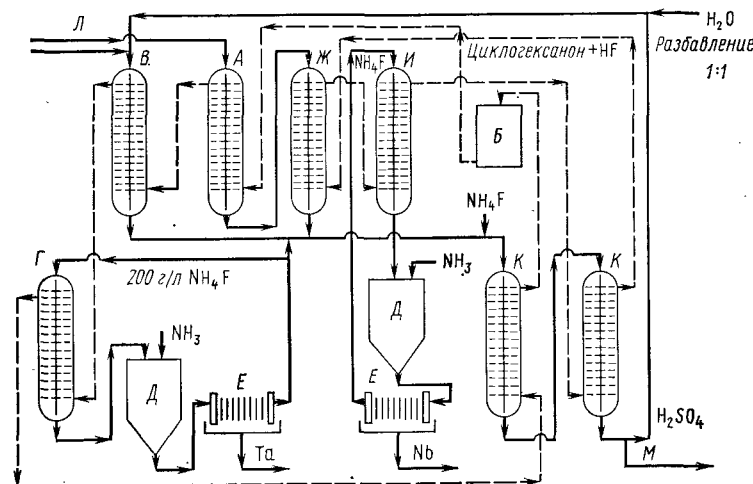 Л
H₂O
Циклогексанон+HF
Разбавление
1:1
В
А
Ж
NH₄F
И
Б
NH₄F
Г
200 г/л NH₄F
NH₃
К
К
Д
NH₃
Д
Е
Е
H₂SO₄
М
Ta
Nb